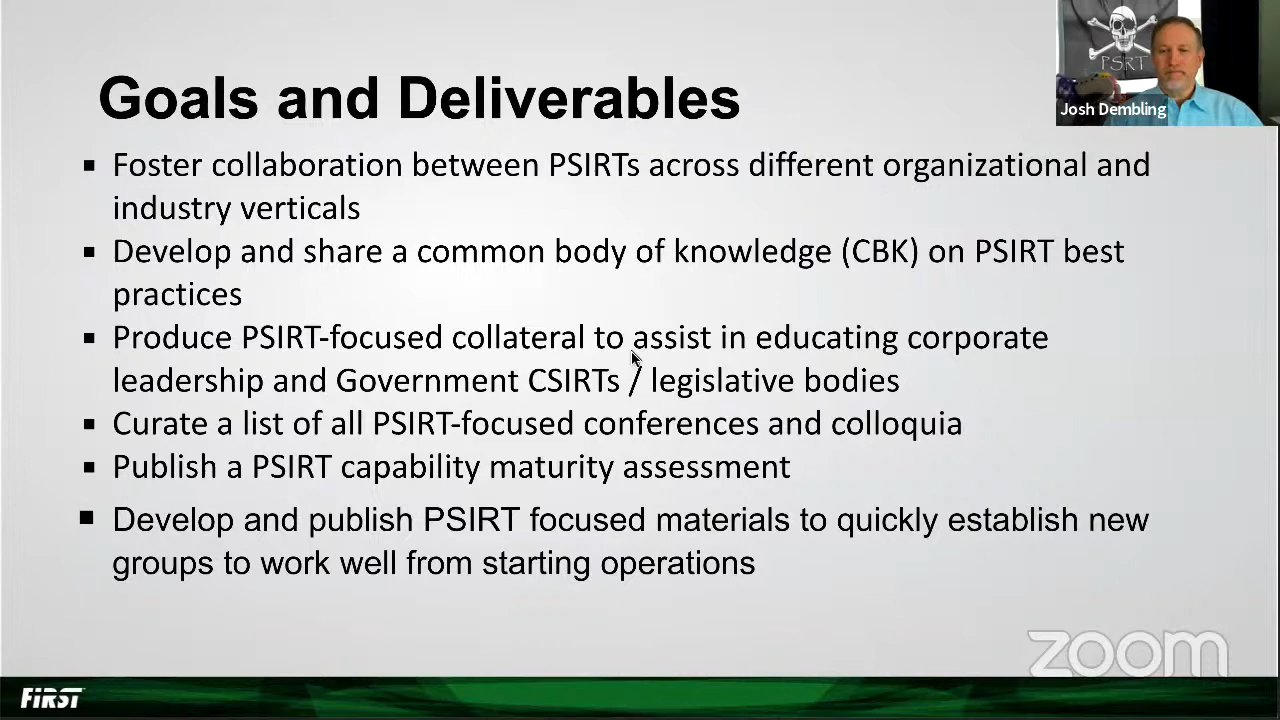 PSRT
Josh Dembling
Goals and Deliverables
▪ Foster collaboration between PSIRTs across different organizational and
industry verticals
▪ Develop and share a common body of knowledge (CBK) on PSIRT best
practices
▪ Produce PSIRT-focused collateral to assist in educating corporate
leadership and Government CSIRTs / legislative bodies
▪ Curate a list of all PSIRT-focused conferences and colloquia
▪ Publish a PSIRT capability maturity assessment
▪ Develop and publish PSIRT focused materials to quickly establish new
groups to work well from starting operations
zoom
FiRST